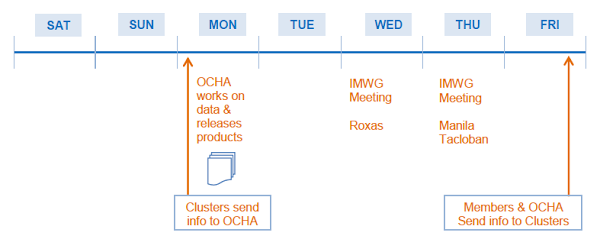 SAT
SUN
MON
TUE
WED
THU
FRI
OCHA
works on
data &
releases
products
IMWG
Meeting
Roxas
IMWG
Meeting
Manila
Tacloban
Clusters send
info to OCHA
Members & OCHA
Send info to Clusters